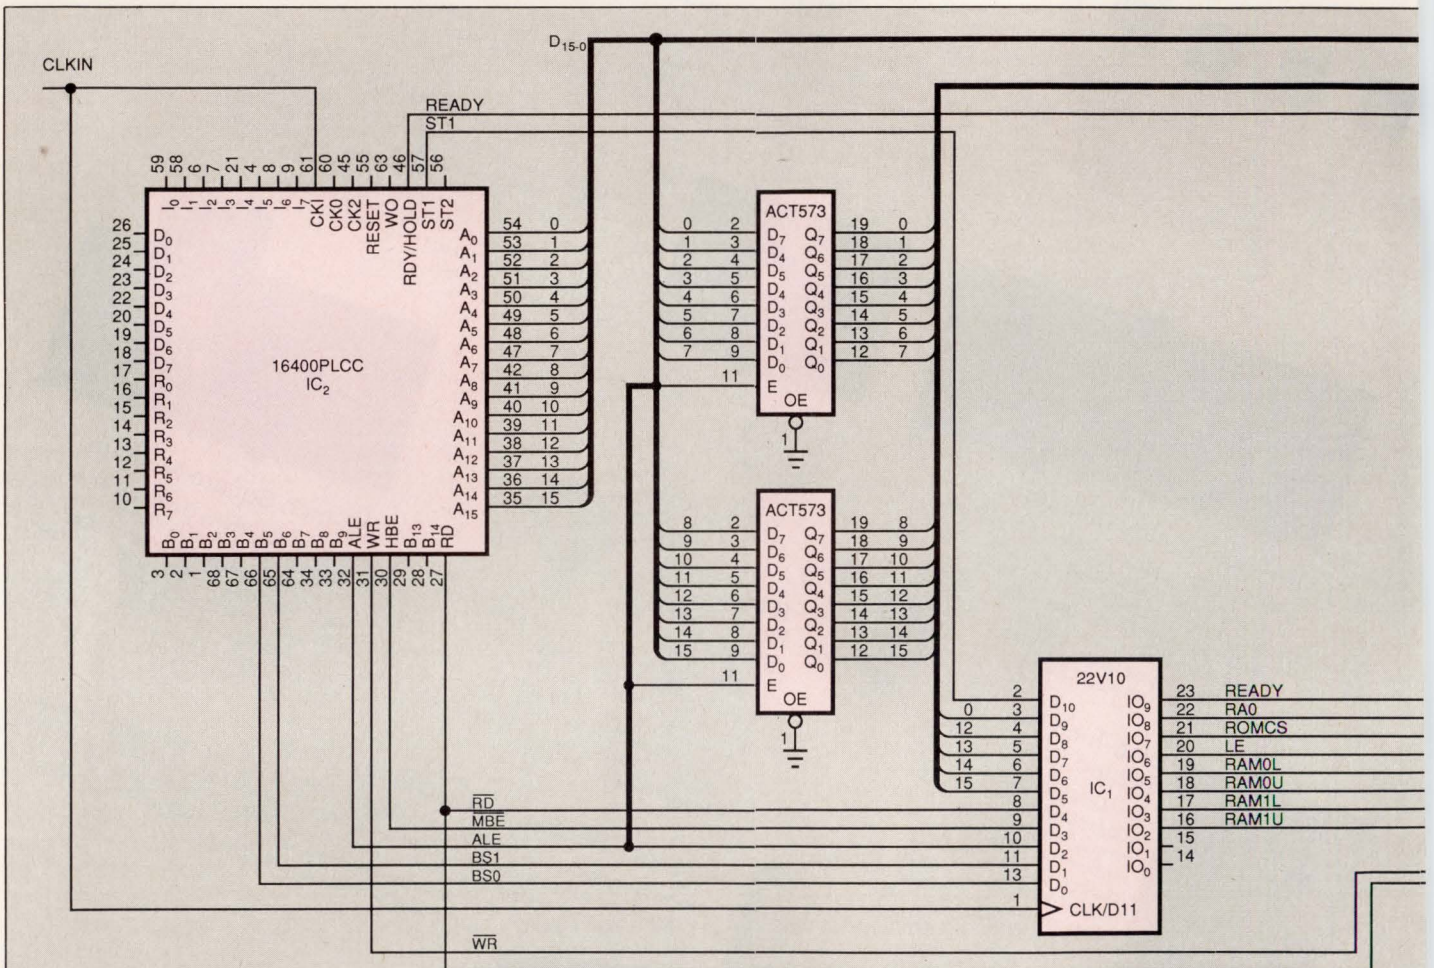 D15-0
CLKIN
READY
ST1
59 58 6 7 21 4 8 9 61 60 45 55 63 46 57 56
I0 I1 I2 I3 I4 I5 I6 I7 CKI CK0 CK2 RESET WO RDY/HOLD ST1 ST2
26 D0
25 D1
24 D2
23 D3
22 D4
20 D5
19 D6
18 D7
17 R0
16 R1
15 R2
14 R3
13 R4
12 R5
11 R6
10 R7
16400PLCC
IC2
A0 54 0
A1 53 1
A2 52 2
A3 51 3
A4 50 4
A5 49 5
A6 48 6
A7 47 7
A8 42 8
A9 41 9
A10 40 10
A11 39 11
A12 38 12
A13 37 13
A14 36 14
A15 35 15
B0 B1 B2 B3 B4 B5 B6 B7 B8 B9 ALE WR HBE B13 B14 RD
3 2 1 68 67 66 65 64 34 33 32 31 30 29 28 27
ACT573
0 2 D7 Q7 19 0
1 3 D4 Q6 18 1
2 4 D5 Q5 17 2
3 5 D4 Q4 16 3
4 6 D3 Q3 15 4
5 7 D2 Q2 14 5
6 8 D1 Q1 13 6
7 9 D0 Q0 12 7
11 E
OE
1
ACT573
8 2 D7 Q7 19 8
9 3 D6 Q6 18 9
10 4 D5 Q5 17 10
11 5 D4 Q4 16 11
12 6 D3 Q3 15 12
13 7 D2 Q2 14 13
14 8 D1 Q1 13 14
15 9 D0 Q0 12 15
11 E
OE
1
22V10
IC1
2 D10 IO9 23 READY
0 3 D9 IO8 22 RA0
12 4 D8 IO7 21 ROMCS
13 5 D7 IO6 20 LE
14 6 D6 IO5 19 RAM0L
15 7 D5 IO4 18 RAM0U
8 D4 IO3 17 RAM1L
9 D3 IO2 16 RAM1U
10 D2 IO1 15
11 D1 IO0 14
13 D0
1 CLK/D11
RD
MBE
ALE
BS1
BS0
WR